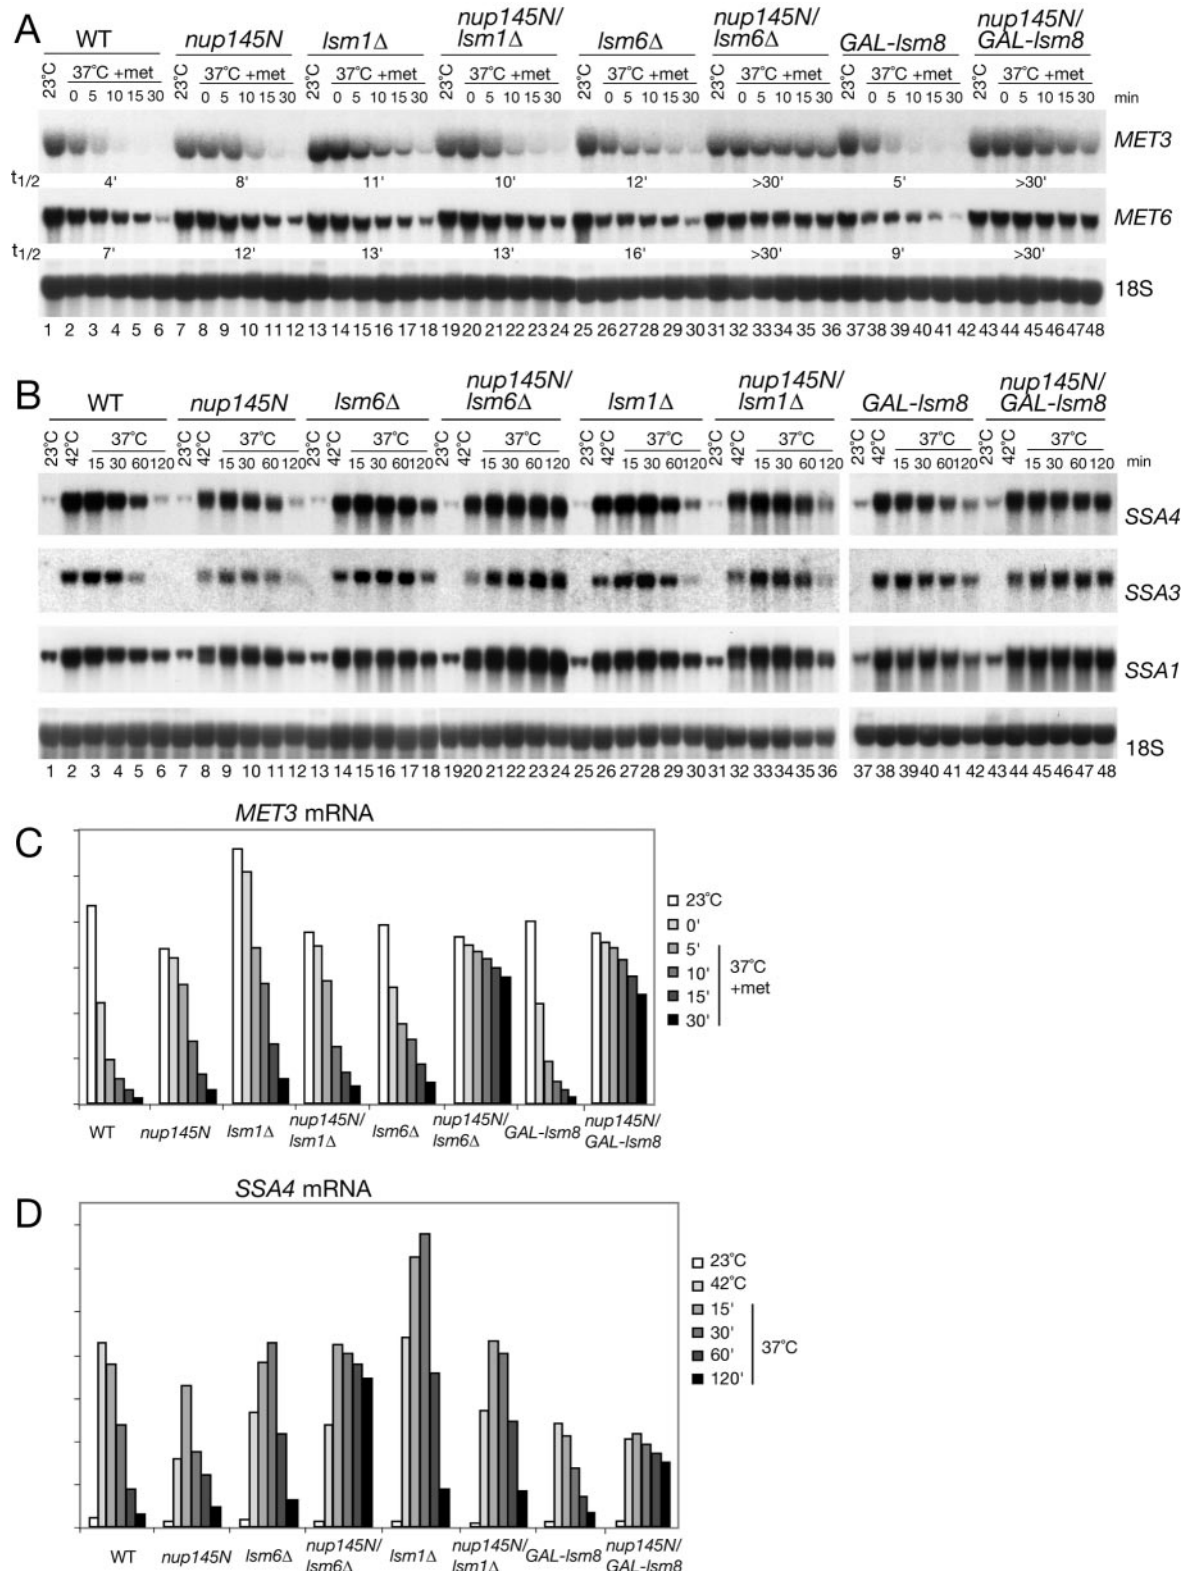 A
WT nup145N lsm1Δ nup145N/lsm1Δ lsm6Δ nup145N/lsm6Δ GAL-lsm8 nup145N/GAL-lsm8
23°C 37°C +met 23°C 37°C +met 23°C 37°C +met 23°C 37°C +met 23°C 37°C +met 23°C 37°C +met 23°C 37°C +met 23°C 37°C +met
0 5 10 15 30 0 5 10 15 30 0 5 10 15 30 0 5 10 15 30 0 5 10 15 30 0 5 10 15 30 0 5 10 15 30 0 5 10 15 30 min
MET3
t1/2 4' 8' 11' 10' 12' >30' 5' >30'
MET6
t1/2 7' 12' 13' 13' 16' >30' 9' >30'
18S
1 2 3 4 5 6 7 8 9 10 11 12 13 14 15 16 17 18 19 20 21 22 23 24 25 26 27 28 29 30 31 32 33 34 35 36 37 38 39 40 41 42 43 44 45 46 47 48
B
WT nup145N lsm6Δ nup145N/lsm6Δ lsm1Δ nup145N/lsm1Δ GAL-lsm8 nup145N/GAL-lsm8
23°C 42°C 37°C 23°C 42°C 37°C 23°C 42°C 37°C 23°C 42°C 37°C 23°C 42°C 37°C 23°C 42°C 37°C 23°C 42°C 37°C 23°C 42°C 37°C
15 30 60 120 15 30 60 120 15 30 60 120 15 30 60 120 15 30 60 120 15 30 60 120 15 30 60 120 15 30 60 120 min
SSA4
SSA3
SSA1
18S
1 2 3 4 5 6 7 8 9 10 11 12 13 14 15 16 17 18 19 20 21 22 23 24 25 26 27 28 29 30 31 32 33 34 35 36 37 38 39 40 41 42 43 44 45 46 47 48
C
MET3 mRNA
23°C
0'
5'
10'
15'
30'
37°C
+met
WT nup145N lsm1Δ nup145N/lsm1Δ lsm6Δ nup145N/lsm6Δ GAL-lsm8 nup145N/GAL-lsm8
D
SSA4 mRNA
23°C
42°C
15'
30'
60'
120'
37°C
WT nup145N lsm6Δ nup145N/lsm6Δ lsm1Δ nup145N/lsm1Δ GAL-lsm8 nup145N/GAL-lsm8